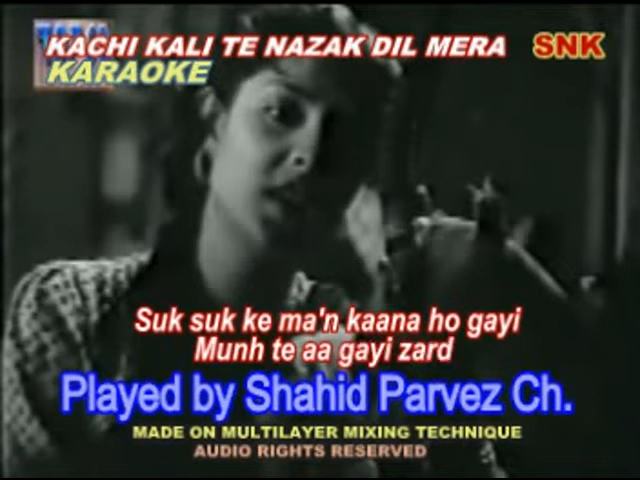 KACHI KALI TE NAZAK DIL MERA SNK
KARAOKE
Suk suk ke ma'n kaana ho gayi
Munh te aa gayi zard
Played by Shahid Parvez Ch.
MADE ON MULTILAYER MIXING TECHNIQUE
AUDIO RIGHTS RESERVED